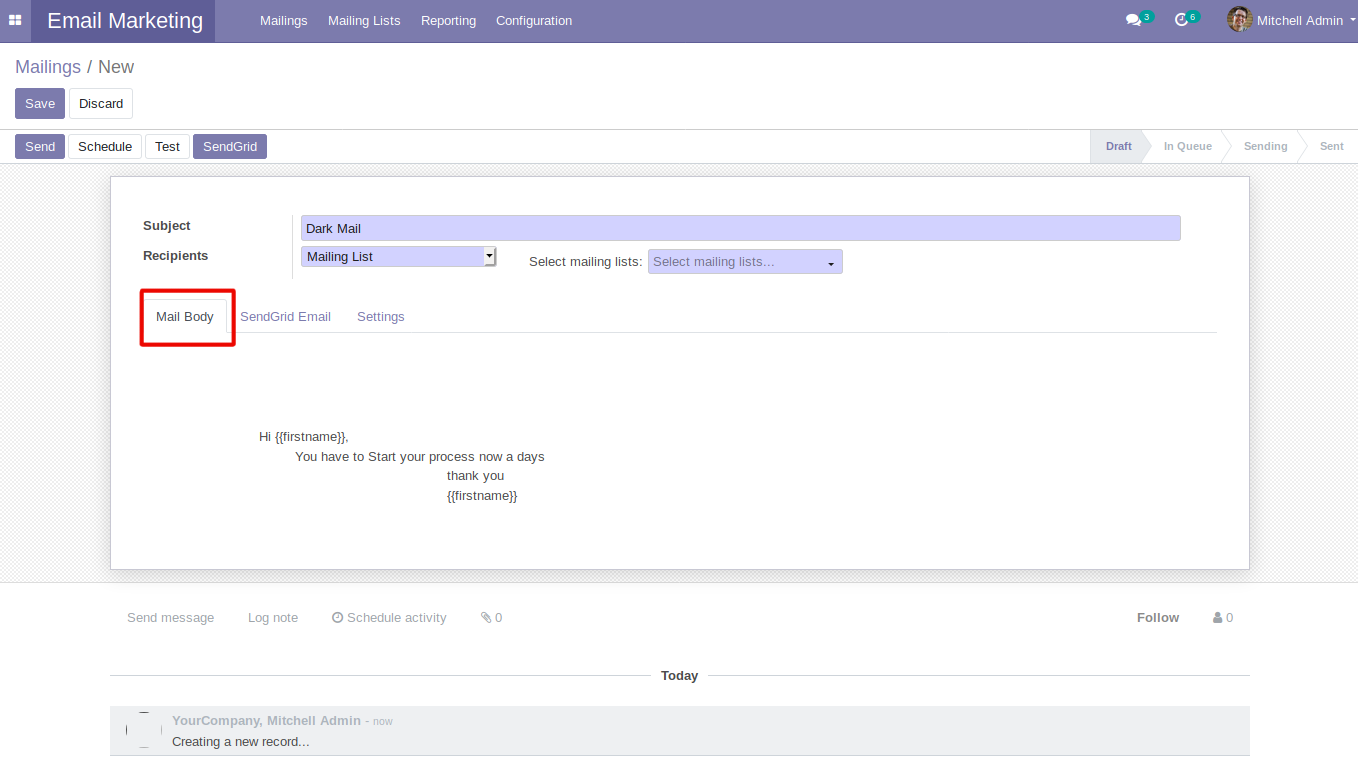 Email Marketing Mailings Mailing Lists Reporting Configuration 3 6 Mitchell Admin
Mailings / New
Save Discard
Send Schedule Test SendGrid Draft In Queue Sending Sent
Subject Dark Mail
Recipients Mailing List Select mailing lists: Select mailing lists...
Mail Body SendGrid Email Settings
Hi {{firstname}},
You have to Start your process now a days
thank you
{{firstname}}
Send message Log note Schedule activity 0 Follow 0
Today
YourCompany, Mitchell Admin - now
Creating a new record...